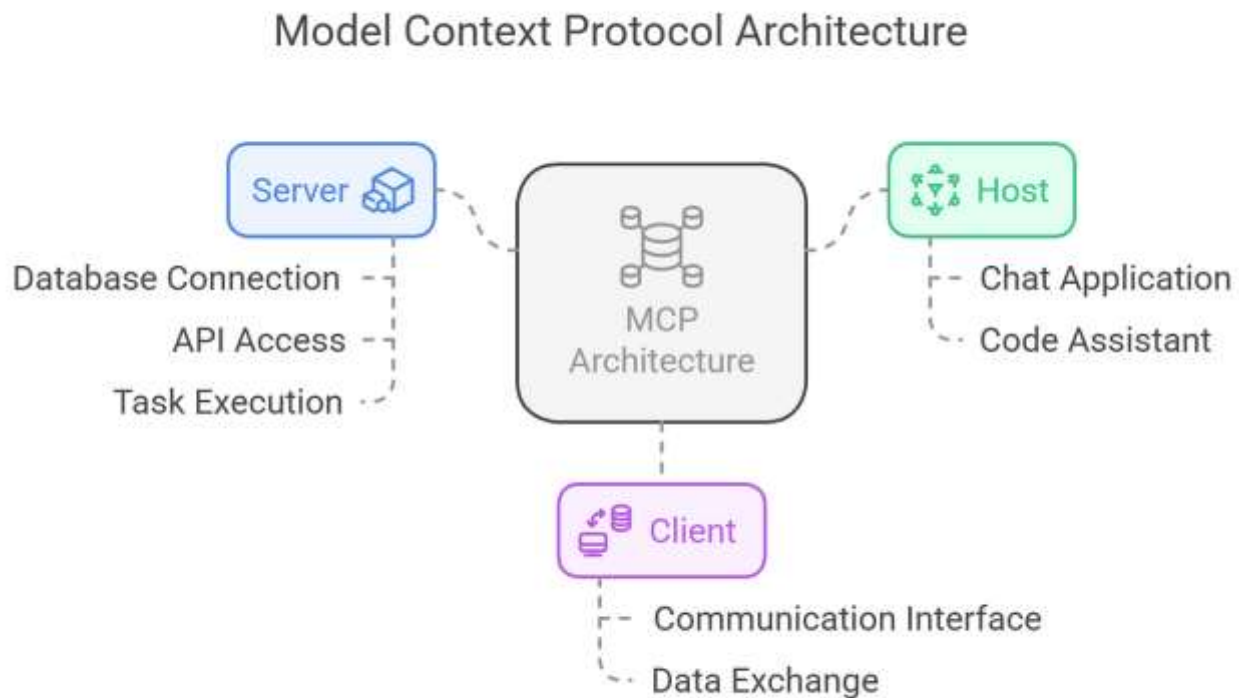 Model Context Protocol Architecture
Server
Database Connection
API Access
Task Execution
MCP
Architecture
Host
Chat Application
Code Assistant
Client
Communication Interface
Data Exchange